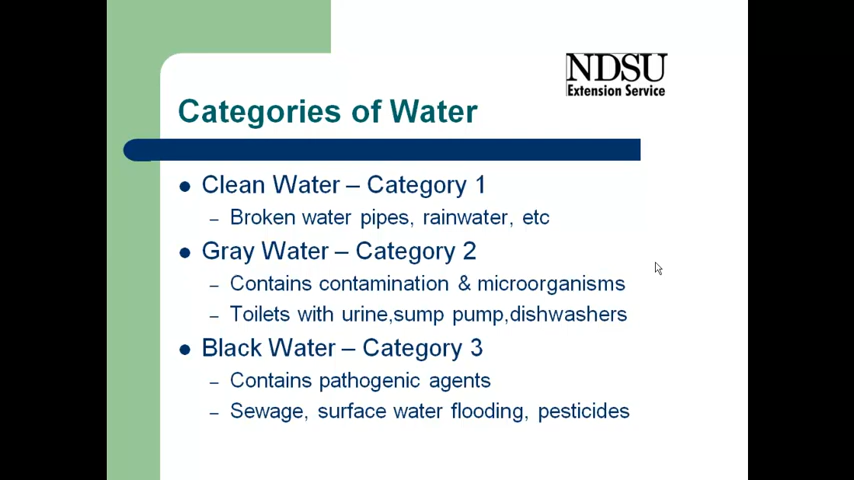 NDSU
Extension Service
Categories of Water
Clean Water – Category 1
– Broken water pipes, rainwater, etc
Gray Water – Category 2
– Contains contamination & microorganisms
– Toilets with urine,sump pump,dishwashers
Black Water – Category 3
– Contains pathogenic agents
– Sewage, surface water flooding, pesticides